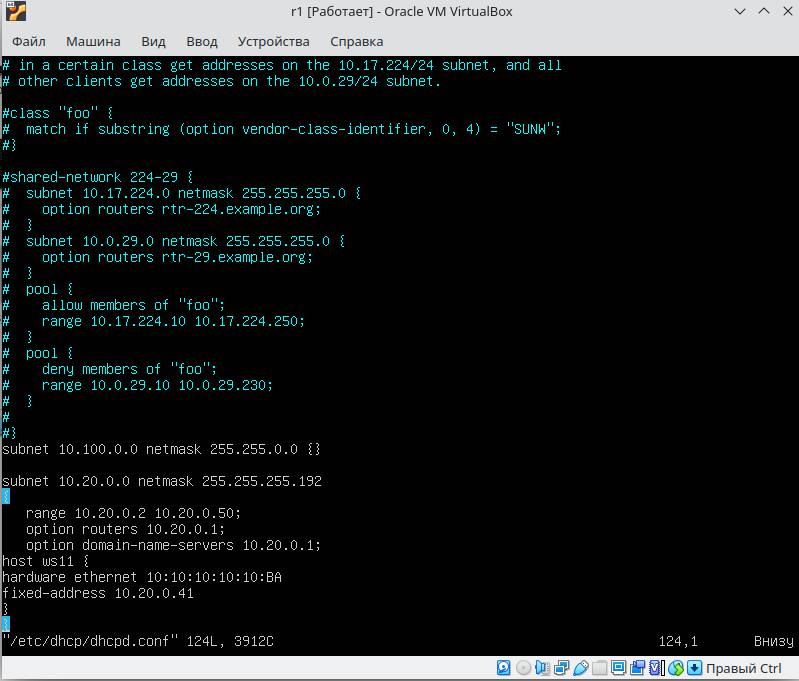 r1 [Работает] - Oracle VM VirtualBox
Файл Машина Вид Ввод Устройства Справка
# in a certain class get addresses on the 10.17.224/24 subnet, and all
# other clients get addresses on the 10.0.29/24 subnet.
#class "foo" {
#  match if substring (option vendor-class-identifier, 0, 4) = "SUNW";
#}
#shared-network 224-29 {
#  subnet 10.17.224.0 netmask 255.255.255.0 {
#    option routers rtr-224.example.org;
#  }
#  subnet 10.0.29.0 netmask 255.255.255.0 {
#    option routers rtr-29.example.org;
#  }
#  pool {
#    allow members of "foo";
#    range 10.17.224.10 10.17.224.250;
#  }
#  pool {
#    deny members of "foo";
#    range 10.0.29.10 10.0.29.230;
#  }
#
#}
subnet 10.100.0.0 netmask 255.255.0.0 {}
subnet 10.20.0.0 netmask 255.255.255.192
{
   range 10.20.0.2 10.20.0.50;
   option routers 10.20.0.1;
   option domain-name-servers 10.20.0.1;
host ws11 {
hardware ethernet 10:10:10:10:10:BA
fixed-address 10.20.0.41
}
}
"/etc/dhcp/dhcpd.conf" 124L, 3912C 124,1 Внизу
Правый Ctrl